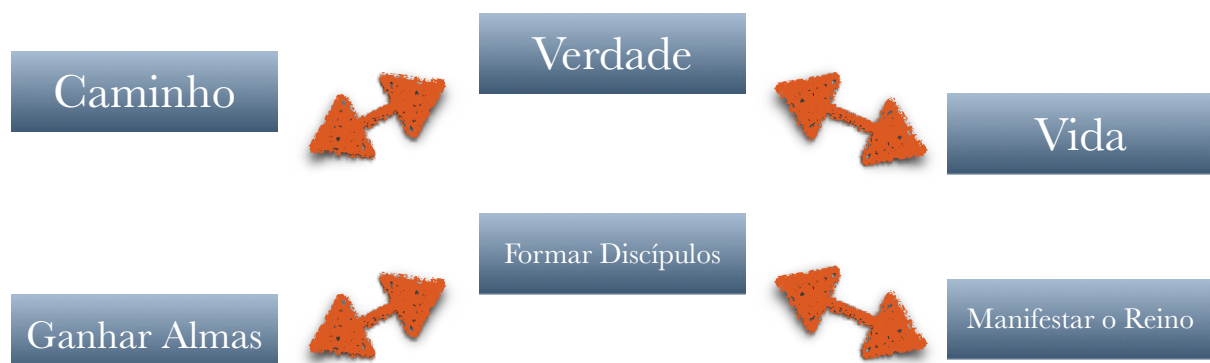 Caminho
Verdade
Vida
Ganhar Almas
Formar Discípulos
Manifestar o Reino